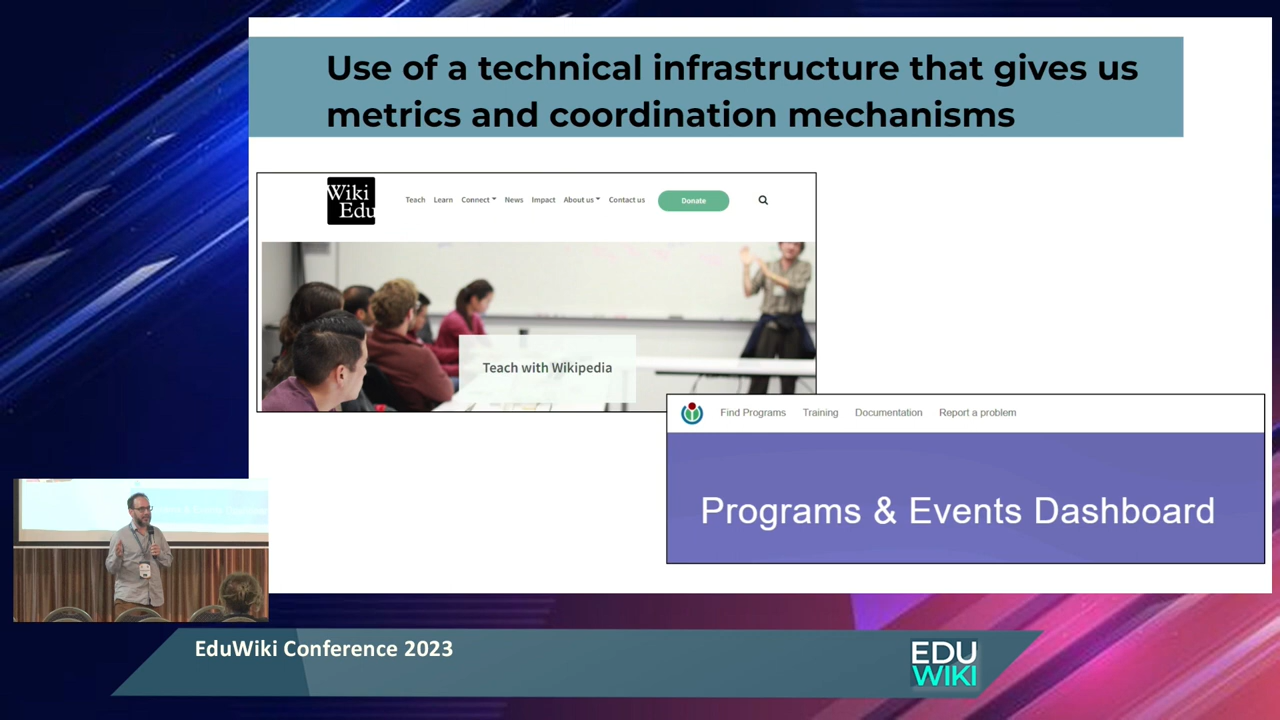 Use of a technical infrastructure that gives us
metrics and coordination mechanisms
Wiki
Edu
Teach Learn Connect News Impact About us Contact us Donate
Teach with Wikipedia
Find Programs Training Documentation Report a problem
Programs & Events Dashboard
EduWiki Conference 2023
EDU
WIKI